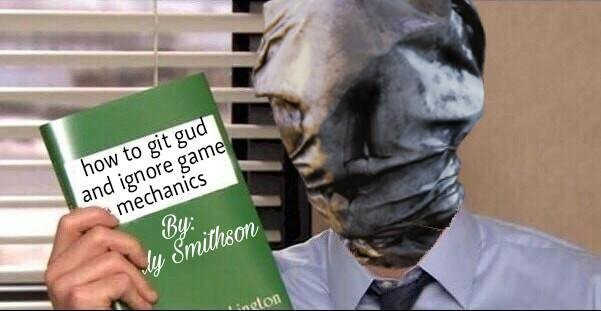 how to git gud
and ignore game
mechanics
By:
Smithson